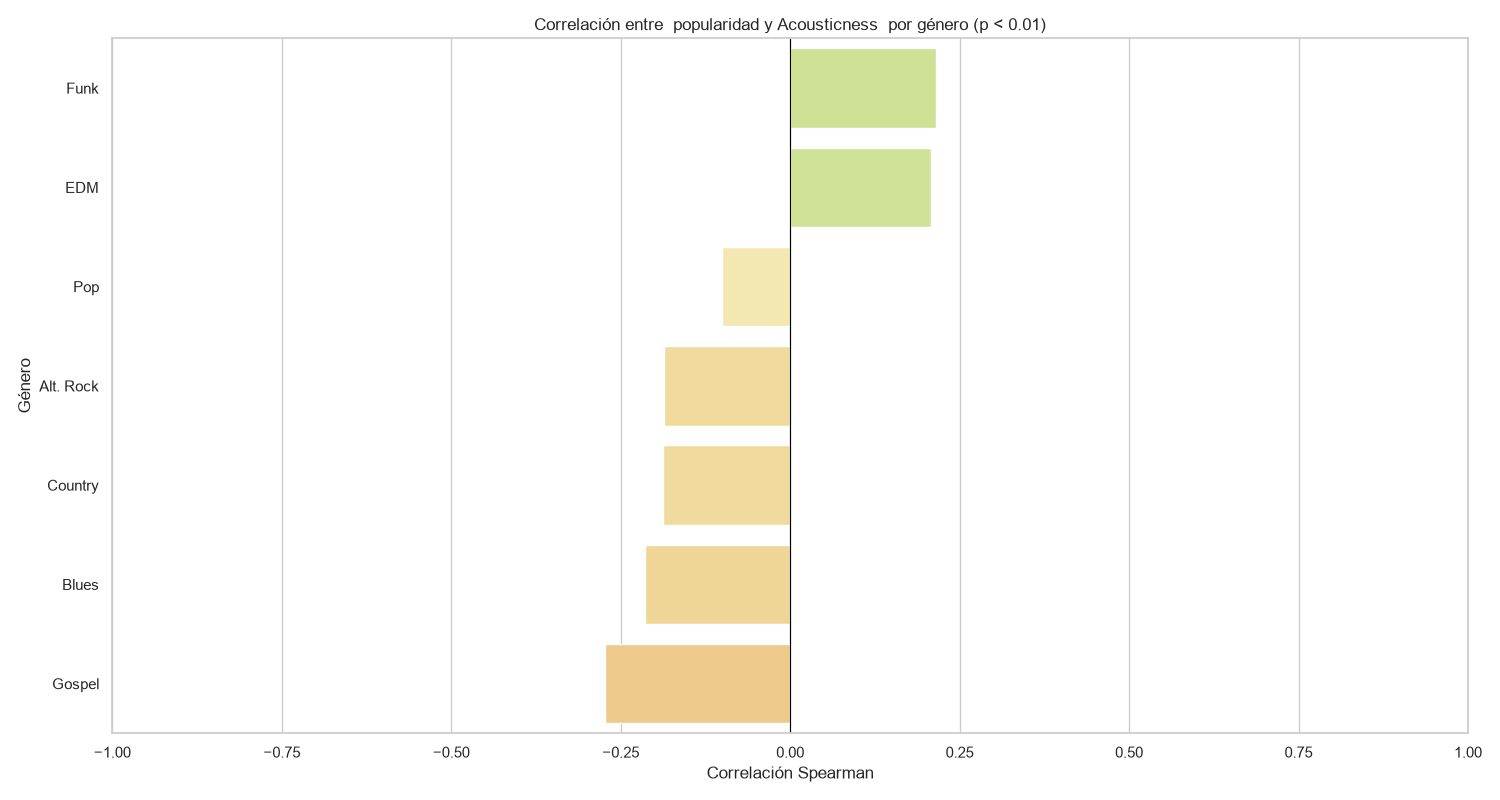 Correlación entre  popularidad y Acousticness  por género (p < 0.01)
Género
Funk
EDM
Pop
Alt. Rock
Country
Blues
Gospel
−1.00 −0.75 −0.50 −0.25 0.00 0.25 0.50 0.75 1.00
Correlación Spearman